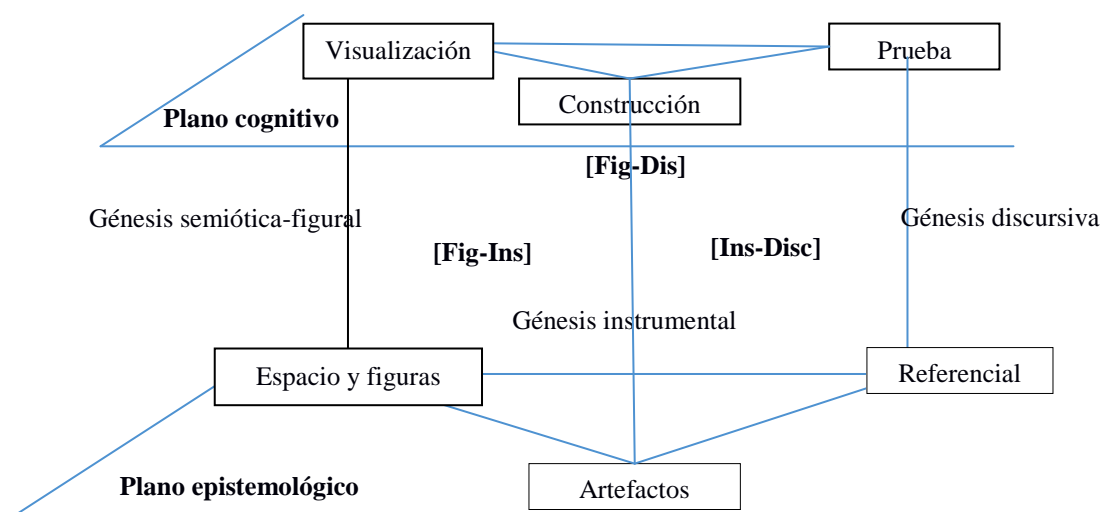 Visualización
Prueba
Construcción
Plano cognitivo
[Fig-Dis]
Génesis semiótica-figural
Génesis discursiva
[Fig-Ins]
[Ins-Disc]
Génesis instrumental
Espacio y figuras
Referencial
Plano epistemológico
Artefactos